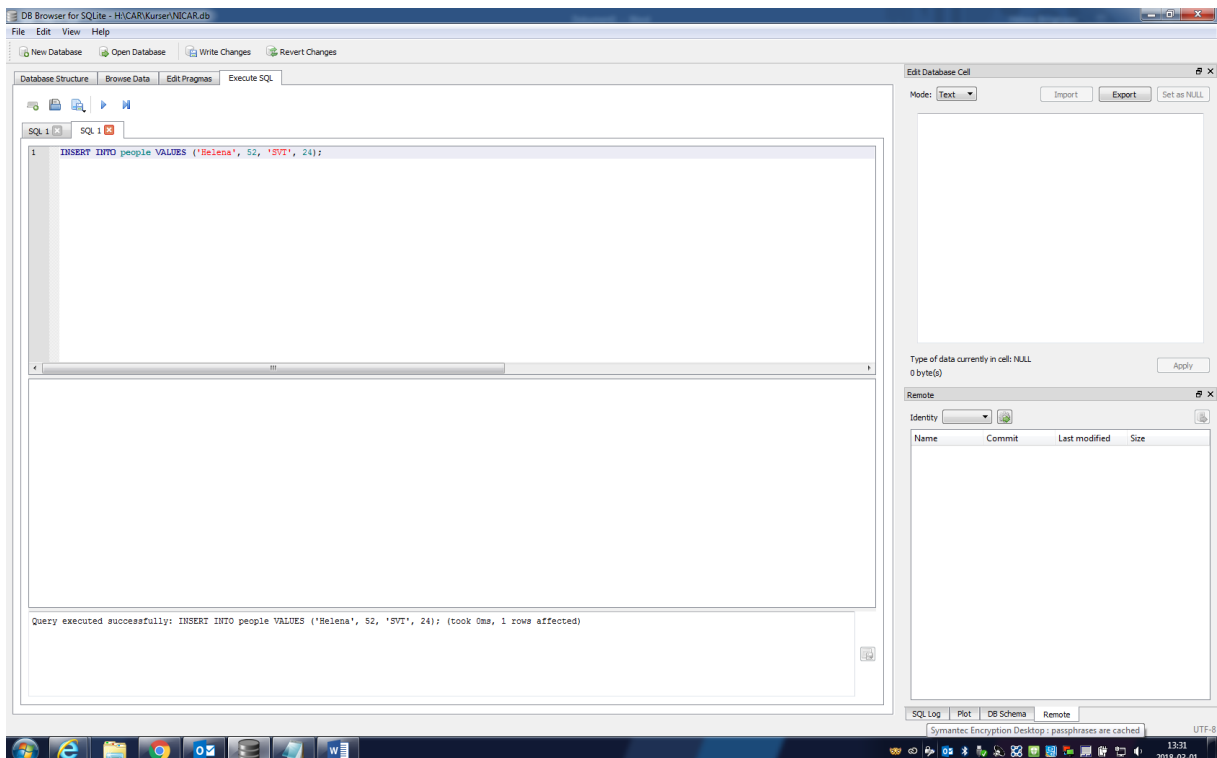 DB Browser for SQLite - H:\CAR\Kurser\NICAR.db
File Edit View Help
New Database Open Database Write Changes Revert Changes
Database Structure Browse Data Edit Pragmas Execute SQL
SQL 1 SQL 1
1 INSERT INTO people VALUES ('Helena', 52, 'SVT', 24);
Query executed successfully: INSERT INTO people VALUES ('Helena', 52, 'SVT', 24); (took 0ms, 1 rows affected)
Edit Database Cell
Mode: Text Import Export Set as NULL
Type of data currently in cell: NULL
0 byte(s)
Apply
Remote
Identity
Name Commit Last modified Size
SQL Log Plot DB Schema Remote
Symantec Encryption Desktop : passphrases are cached
UTF-8
13:31
2018-03-01